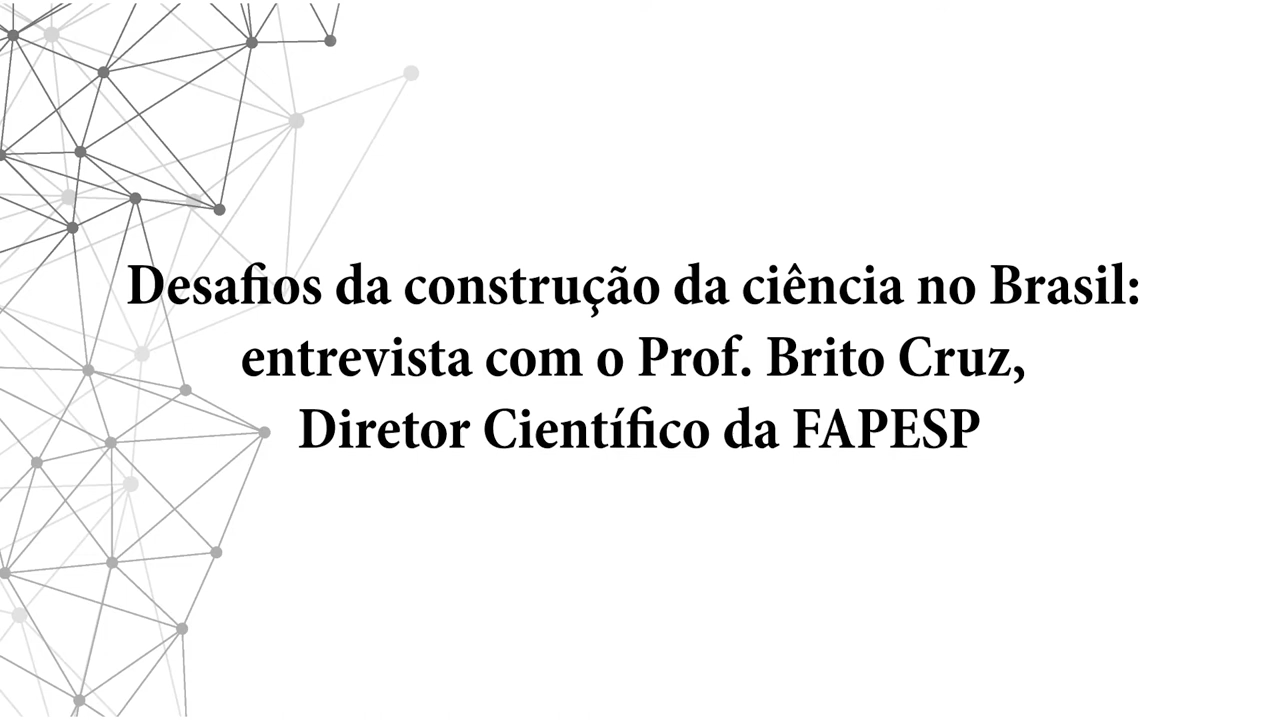 Desafios da construção da ciência no Brasil:
entrevista com o Prof. Brito Cruz,
Diretor Científico da FAPESP